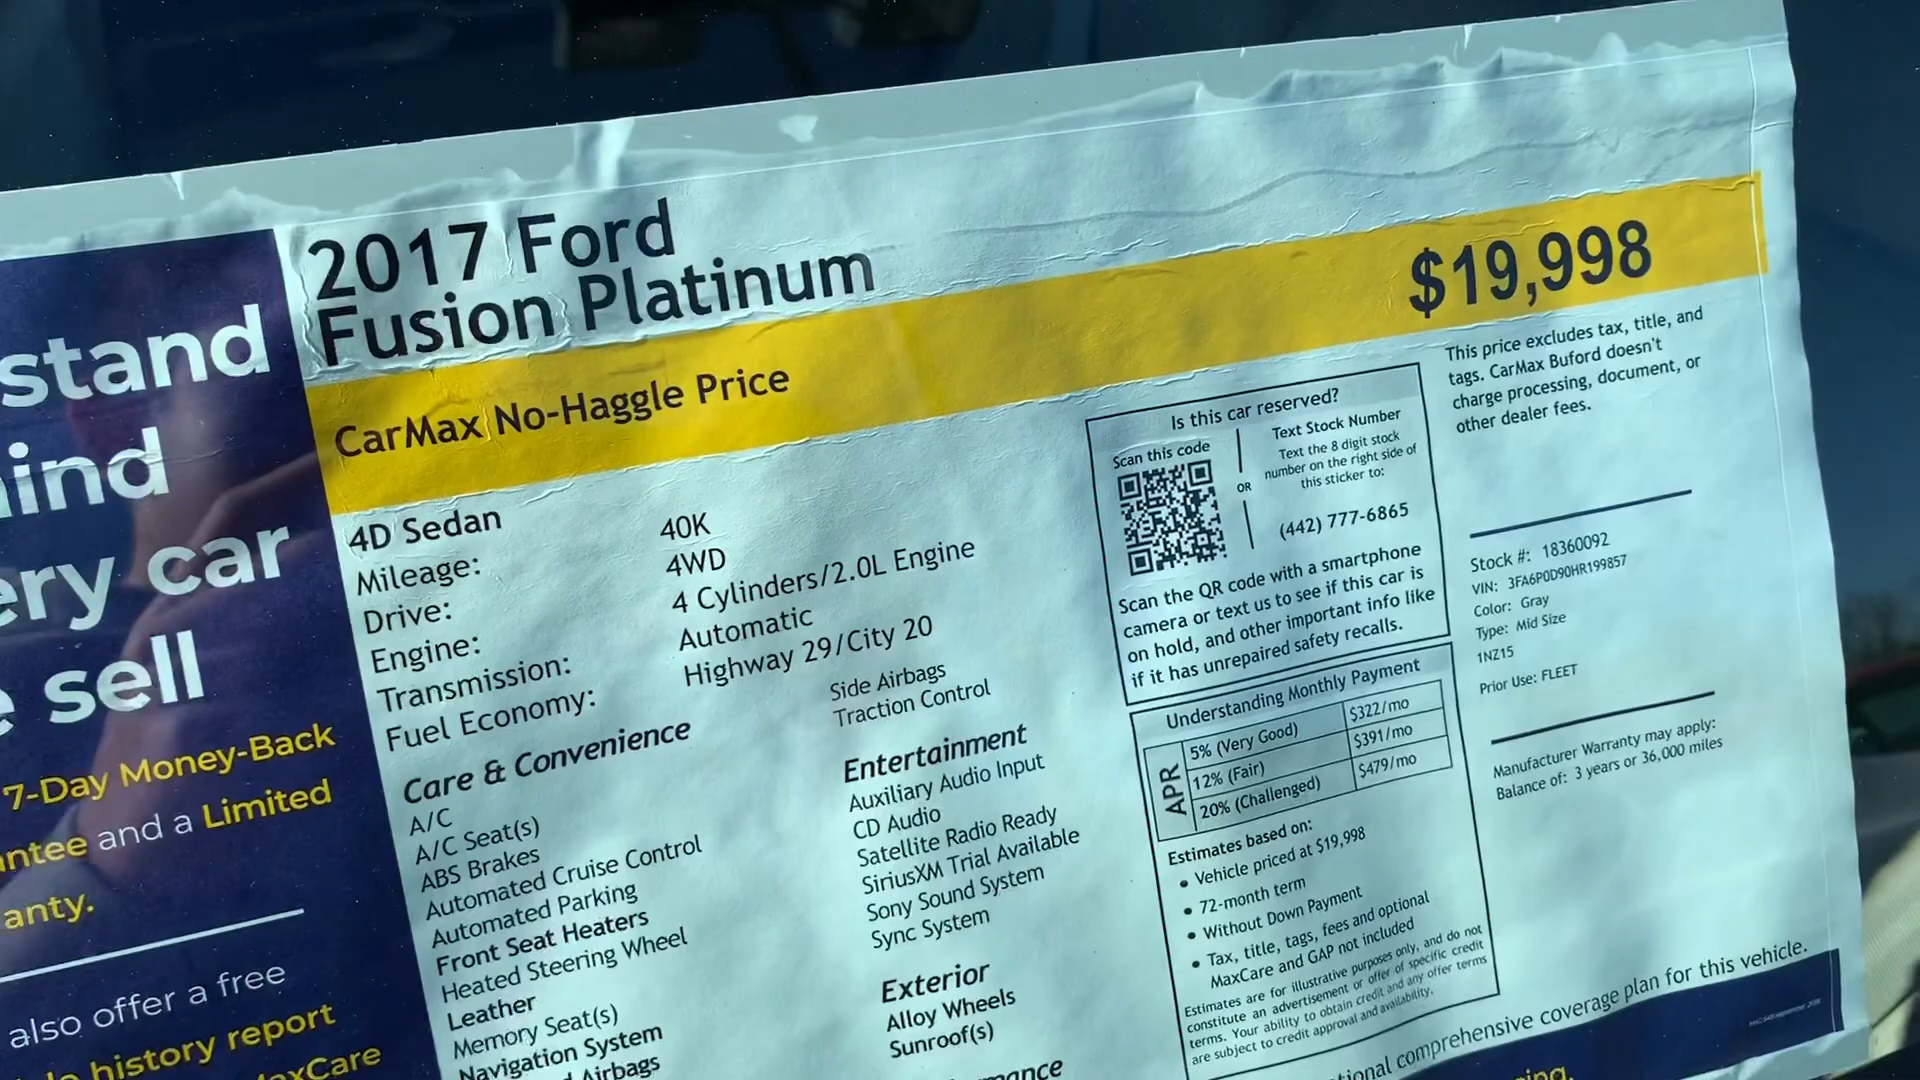 stand
ind
ery car
e sell
7-Day Money-Back
antee and a Limited
anty.
also offer a free
history report
axCare
2017 Ford
Fusion Platinum
$19,998
CarMax No-Haggle Price
4D Sedan
Mileage: 40K
Drive: 4WD
Engine: 4 Cylinders/2.0L Engine
Transmission: Automatic
Fuel Economy: Highway 29/City 20
Care & Convenience
A/C
A/C Seat(s)
ABS Brakes
Automated Cruise Control
Automated Parking
Front Seat Heaters
Heated Steering Wheel
Leather
Memory Seat(s)
Navigation System
Airbags
Side Airbags
Traction Control
Entertainment
Auxiliary Audio Input
CD Audio
Satellite Radio Ready
SiriusXM Trial Available
Sony Sound System
Sync System
Exterior
Alloy Wheels
Sunroof(s)
mance
Is this car reserved?
Scan this code
OR
Text Stock Number
Text the 8 digit stock
number on the right side of
this sticker to:
(442) 777-6865
Scan the QR code with a smartphone
camera or text us to see if this car is
on hold, and other important info like
if it has unrepaired safety recalls.
Understanding Monthly Payment
APR
5% (Very Good) $322/mo
12% (Fair) $391/mo
20% (Challenged) $479/mo
Estimates based on:
• Vehicle priced at $19,998
• 72-month term
• Without Down Payment
• Tax, title, tags, fees and optional
MaxCare and GAP not included
Estimates are for illustrative purposes only, and do not
constitute an advertisement or offer of specific credit
terms. Your ability to obtain credit and any offer terms
are subject to credit approval and availability.
This price excludes tax, title, and
tags. CarMax Buford doesn't
charge processing, document, or
other dealer fees.
Stock #: 18360092
VIN: 3FA6P0D90HR199857
Color: Gray
Type: Mid Size
1NZ15
Prior Use: FLEET
Manufacturer Warranty may apply:
Balance of: 3 years or 36,000 miles
tional comprehensive coverage plan for this vehicle.
ing.